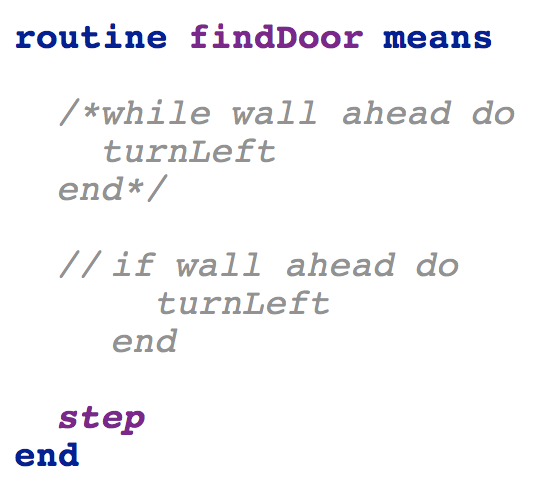 routine findDoor means
/*while wall ahead do
turnLeft
end*/
// if wall ahead do
turnLeft
end
step
end